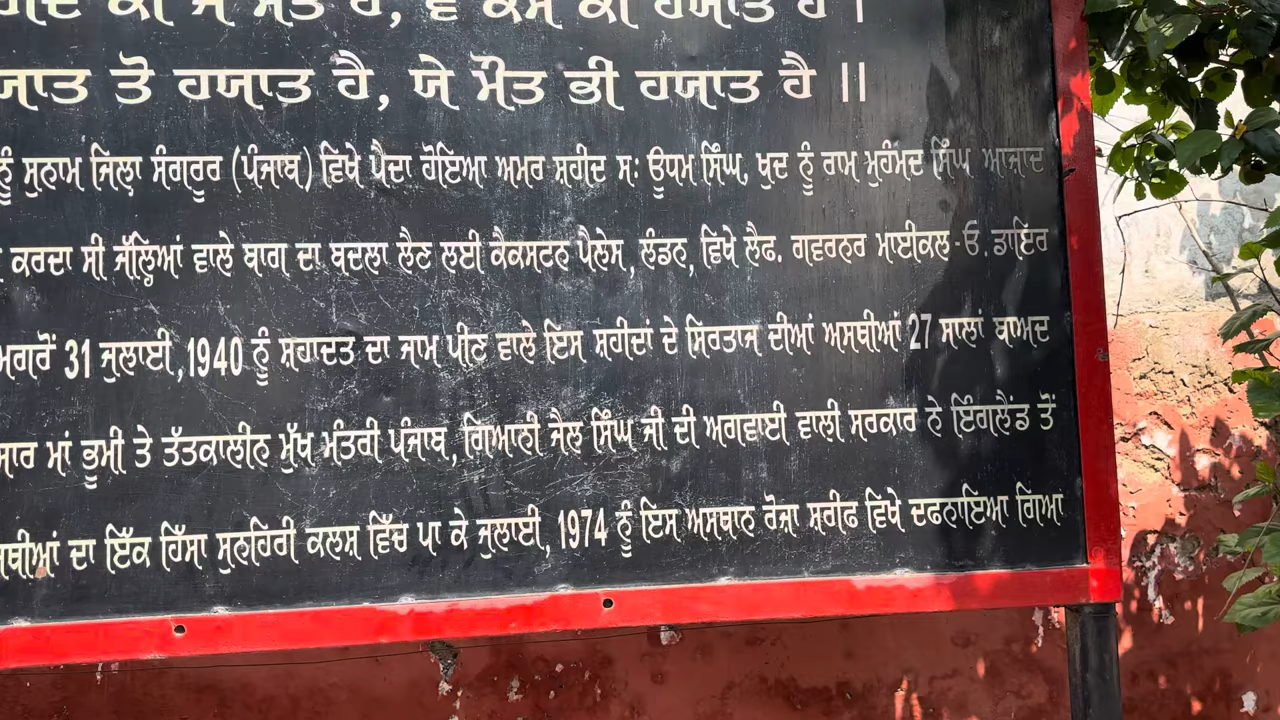 ਕੀ ਜੋ ਮੌਤ ਹੈ, ਵੋ ਕੌਮ ਕੀ ਹਯਾਤ ਹੈ ।
ਤੋ ਹਯਾਤ ਹੈ, ਯੇ ਮੌਤ ਭੀ ਹਯਾਤ ਹੈ ॥
ਨੂੰ ਸੁਨਾਮ ਜਿਲ੍ਹਾ ਸੰਗਰੂਰ (ਪੰਜਾਬ) ਵਿਖੇ ਪੈਦਾ ਹੋਇਆ ਅਮਰ ਸ਼ਹੀਦ ਸ: ਊਧਮ ਸਿੰਘ, ਖੁਦ ਨੂੰ ਰਾਮ ਮੁਹੰਮਦ ਸਿੰਘ ਆਜ਼ਾਦ
ਕਰਦਾ ਸੀ ਜੱਲ੍ਹਿਆਂ ਵਾਲੇ ਬਾਗ ਦਾ ਬਦਲਾ ਲੈਣ ਲਈ ਕੈਕਸਟਨ ਪੈਲੇਸ, ਲੰਡਨ, ਵਿਖੇ ਲੈਫ. ਗਵਰਨਰ ਮਾਈਕਲ-ਓ. ਡਾਇਰ
ਮਗਰੋਂ 31 ਜੁਲਾਈ,1940 ਨੂੰ ਸ਼ਹਾਦਤ ਦਾ ਜਾਮ ਪੀਣ ਵਾਲੇ ਇਸ ਸ਼ਹੀਦਾਂ ਦੇ ਸਿਰਤਾਜ ਦੀਆਂ ਅਸਥੀਆਂ 27 ਸਾਲਾਂ ਬਾਅਦ
ਮਾਂ ਭੂਮੀ ਤੇ ਤੱਤਕਾਲੀਨ ਮੁੱਖ ਮੰਤਰੀ ਪੰਜਾਬ, ਗਿਆਨੀ ਜੈਲ ਸਿੰਘ ਜੀ ਦੀ ਅਗਵਾਈ ਵਾਲੀ ਸਰਕਾਰ ਨੇ ਇੰਗਲੈਂਡ ਤੋਂ
ਦਾ ਇੱਕ ਹਿੱਸਾ ਸੁਨਹਿਰੀ ਕਲਸ਼ ਵਿੱਚ ਪਾ ਕੇ ਜੁਲਾਈ, 1974 ਨੂੰ ਇਸ ਅਸਥਾਨ ਰੋਜ਼ਾ ਸ਼ਰੀਫ ਵਿਖੇ ਦਫਨਾਇਆ ਗਿਆ